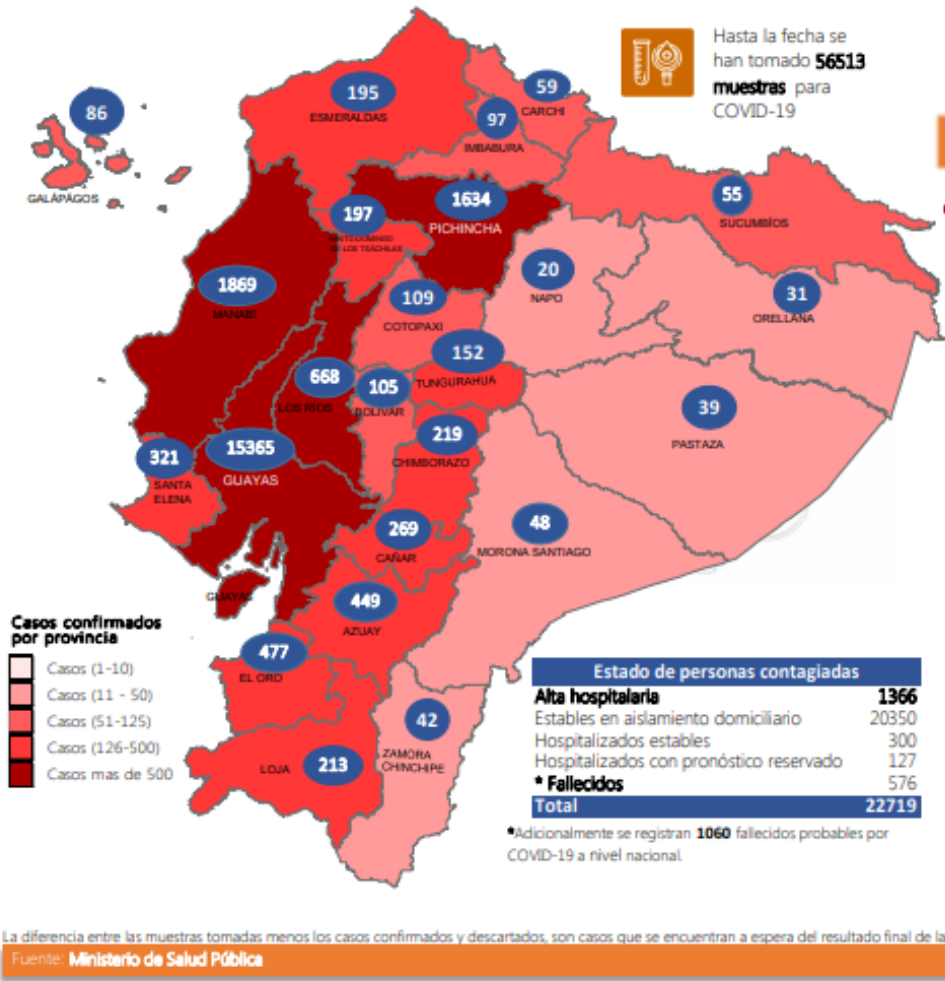 Hasta la fecha se
han tomado 56513
muestras para
COVID-19
86
GALÁPAGOS
195
ESMERALDAS
59
CARCHI
97
IMBABURA
55
SUCUMBÍOS
197
SANTO DOMINGO
DE LOS TSÁCHILAS
1634
PICHINCHA
20
NAPO
31
ORELLANA
1869
MANABÍ
109
COTOPAXI
152
TUNGURAHUA
668
LOS RIOS
105
BOLIVAR
39
PASTAZA
219
CHIMBORAZO
321
SANTA
ELENA
15365
GUAYAS
48
MORONA SANTIAGO
269
CAÑAR
GUAYAS
449
AZUAY
477
EL ORO
42
ZAMORA
CHINCHIPE
LOJA
213
Casos confirmados
por provincia
Casos (1-10)
Casos (11 - 50)
Casos (51-125)
Casos (126-500)
Casos mas de 500
Estado de personas contagiadas
Alta hospitalaria 1366
Estables en aislamiento domiciliario 20350
Hospitalizados estables 300
Hospitalizados con pronóstico reservado 127
* Fallecidos 576
Total 22719
*Adicionalmente se registran 1060 fallecidos probables por
COVID-19 a nivel nacional.
La diferencia entre las muestras tomadas menos los casos confirmados y descartados, son casos que se encuentran a espera del resultado final de la
Fuente: Ministerio de Salud Pública